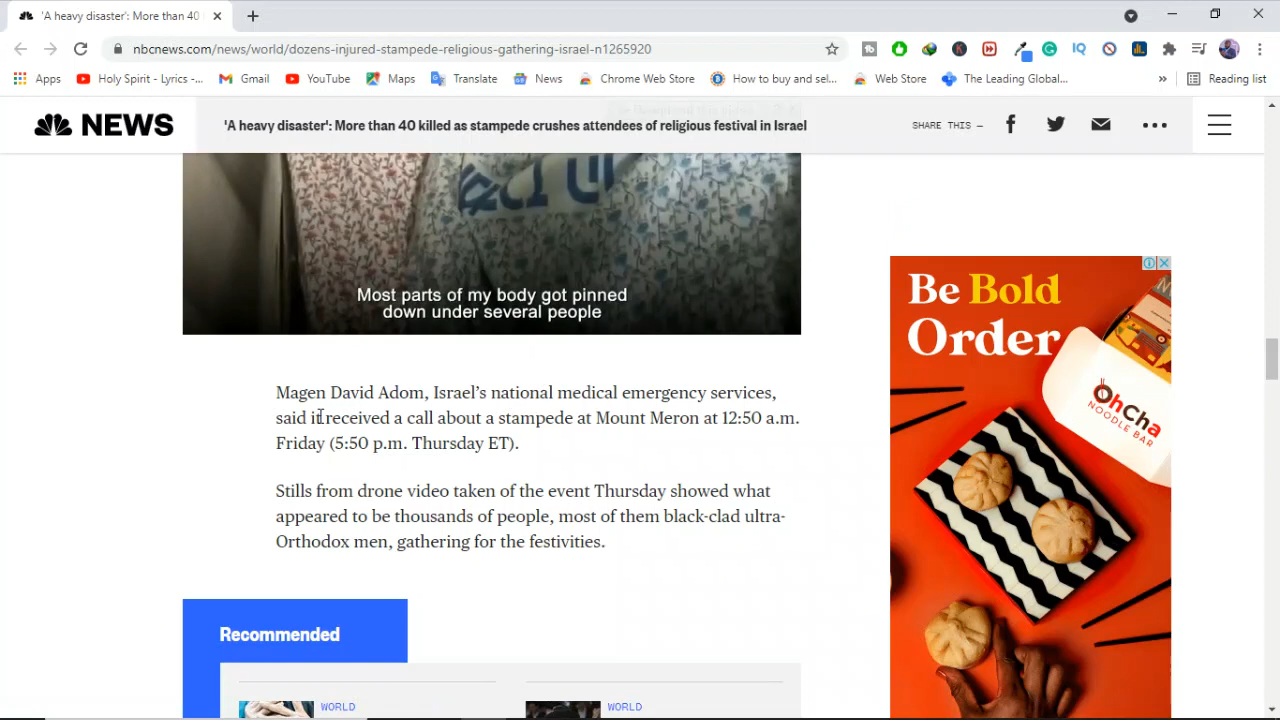 'A heavy disaster': More than 40
nbcnews.com/news/world/dozens-injured-stampede-religious-gathering-israel-n1265920
Apps
Holy Spirit - Lyrics -...
Gmail
YouTube
Maps
Translate
News
Chrome Web Store
How to buy and sel...
Web Store
The Leading Global...
»
Reading list
NEWS
'A heavy disaster': More than 40 killed as stampede crushes attendees of religious festival in Israel
SHARE THIS —
Most parts of my body got pinned
down under several people
Be Bold
Order
OhCha
NOODLE BAR
Magen David Adom, Israel’s national medical emergency services,
said it received a call about a stampede at Mount Meron at 12:50 a.m.
Friday (5:50 p.m. Thursday ET).
Stills from drone video taken of the event Thursday showed what
appeared to be thousands of people, most of them black-clad ultra-
Orthodox men, gathering for the festivities.
Recommended
WORLD
WORLD